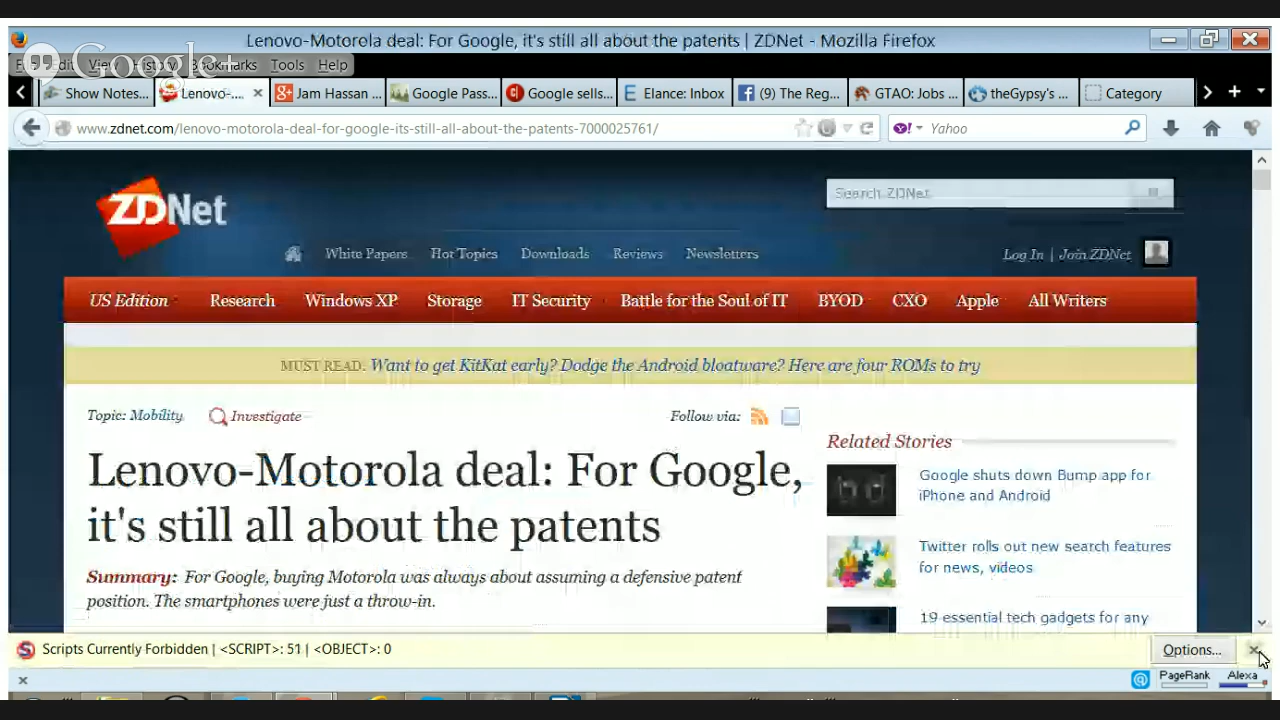 Lenovo-Motorola deal: For Google, it's still all about the patents | ZDNet - Mozilla Firefox
Google+
Edit View History Bookmarks Tools Help
Show Notes... Lenovo-.... Jam Hassan ... Google Pass... Google sells... Elance: Inbox (9) The Reg... GTAO: Jobs ... theGypsy's ... Category
www.zdnet.com/lenovo-motorola-deal-for-google-its-still-all-about-the-patents-7000025761/ Yahoo
ZDNet
Search ZDNet
White Papers Hot Topics Downloads Reviews Newsletters
Log In | Join ZDNet
US Edition Research Windows XP Storage IT Security Battle for the Soul of IT BYOD CXO Apple All Writers
MUST READ: Want to get KitKat early? Dodge the Android bloatware? Here are four ROMs to try
Topic: Mobility Investigate Follow via:
Lenovo-Motorola deal: For Google,
it's still all about the patents
Summary: For Google, buying Motorola was always about assuming a defensive patent
position. The smartphones were just a throw-in.
Related Stories
Google shuts down Bump app for
iPhone and Android
Twitter rolls out new search features
for news, videos
19 essential tech gadgets for any
Scripts Currently Forbidden | <SCRIPT>: 51 | <OBJECT>: 0 Options...
PageRank Alexa